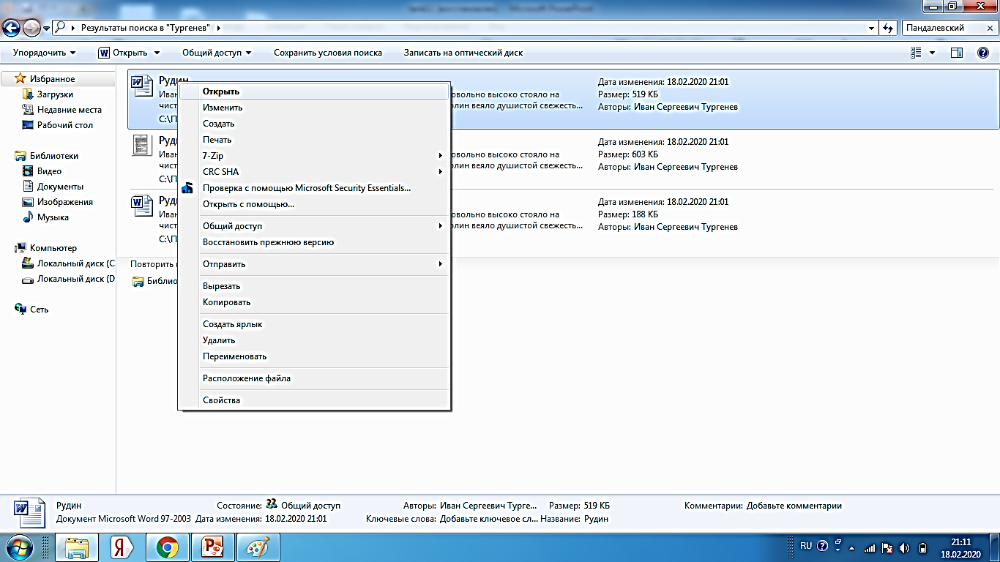 Результаты поиска в "Тургенев"
Пандалевский
Упорядочить
Открыть
Общий доступ
Сохранить условия поиска
Записать на оптический диск
Избранное
Загрузки
Недавние места
Рабочий стол
Библиотеки
Видео
Документы
Изображения
Музыка
Компьютер
Локальный диск (C
Локальный диск (D
Сеть
Рудин
Иван
чист
C:\П
овольно высоко стояло на
олин веяло душистой свежесть...
Дата изменения: 18.02.2020 21:01
Размер: 519 КБ
Авторы: Иван Сергеевич Тургенев
Руд
Иван
чист
C:\П
овольно высоко стояло на
олин веяло душистой свежесть...
Дата изменения: 18.02.2020 21:01
Размер: 603 КБ
Авторы: Иван Сергеевич Тургенев
Руд
Иван
чист
C:\П
овольно высоко стояло на
олин веяло душистой свежесть...
Дата изменения: 18.02.2020 21:01
Размер: 188 КБ
Авторы: Иван Сергеевич Тургенев
Повторить
Библио
Открыть
Изменить
Создать
Печать
7-Zip
CRC SHA
Проверка с помощью Microsoft Security Essentials...
Открыть с помощью...
Общий доступ
Восстановить прежнюю версию
Отправить
Вырезать
Копировать
Создать ярлык
Удалить
Переименовать
Расположение файла
Свойства
Рудин Состояние: Общий доступ Авторы: Иван Сергеевич Турге... Размер: 519 КБ Комментарии: Добавьте комментарии
Документ Microsoft Word 97-2003 Дата изменения: 18.02.2020 21:01 Ключевые слова: Добавьте ключевое сл... Название: Рудин
RU
21:11
18.02.2020